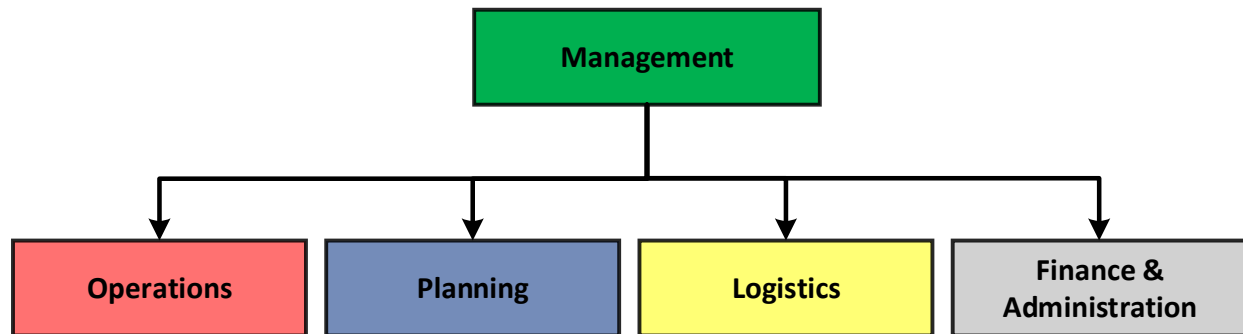 Management
Operations
Planning
Logistics
Finance &
Administration